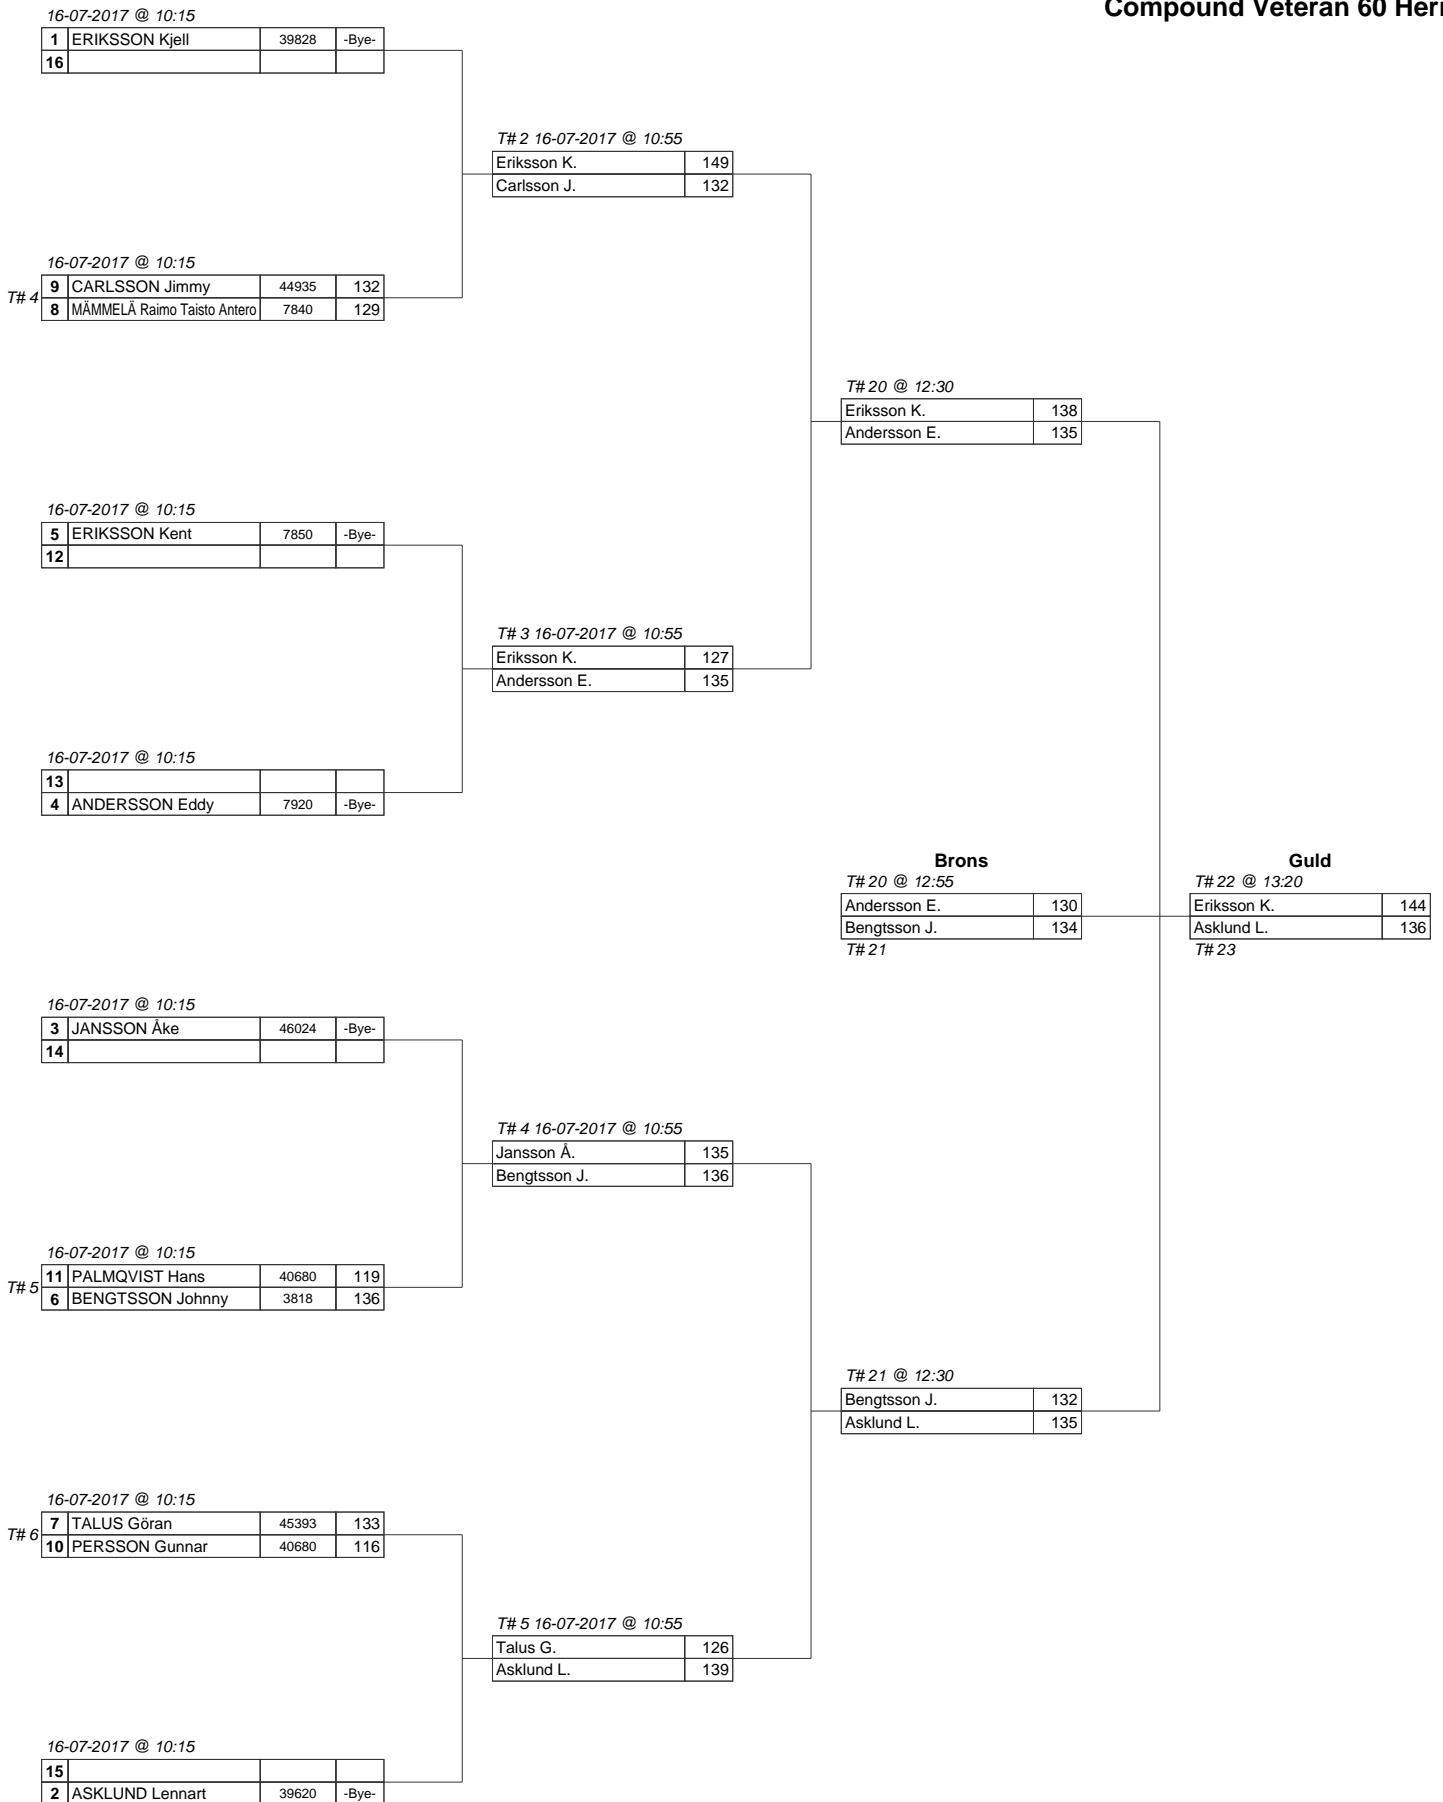 Compound Veteran 60 Herr
16-07-2017 @ 10:15
1 ERIKSSON Kjell 39828 -Bye-
16
T# 2 16-07-2017 @ 10:55
Eriksson K. 149
Carlsson J. 132
16-07-2017 @ 10:15
T# 4
9 CARLSSON Jimmy 44935 132
8 MÄMMELÄ Raimo Taisto Antero 7840 129
T# 20 @ 12:30
Eriksson K. 138
Andersson E. 135
16-07-2017 @ 10:15
5 ERIKSSON Kent 7850 -Bye-
12
T# 3 16-07-2017 @ 10:55
Eriksson K. 127
Andersson E. 135
16-07-2017 @ 10:15
13
4 ANDERSSON Eddy 7920 -Bye-
Brons
T# 20 @ 12:55
Andersson E. 130
Bengtsson J. 134
T# 21
Guld
T# 22 @ 13:20
Eriksson K. 144
Asklund L. 136
T# 23
16-07-2017 @ 10:15
3 JANSSON Åke 46024 -Bye-
14
T# 4 16-07-2017 @ 10:55
Jansson Å. 135
Bengtsson J. 136
16-07-2017 @ 10:15
T# 5
11 PALMQVIST Hans 40680 119
6 BENGTSSON Johnny 3818 136
T# 21 @ 12:30
Bengtsson J. 132
Asklund L. 135
16-07-2017 @ 10:15
T# 6
7 TALUS Göran 45393 133
10 PERSSON Gunnar 40680 116
T# 5 16-07-2017 @ 10:55
Talus G. 126
Asklund L. 139
16-07-2017 @ 10:15
15
2 ASKLUND Lennart 39620 -Bye-